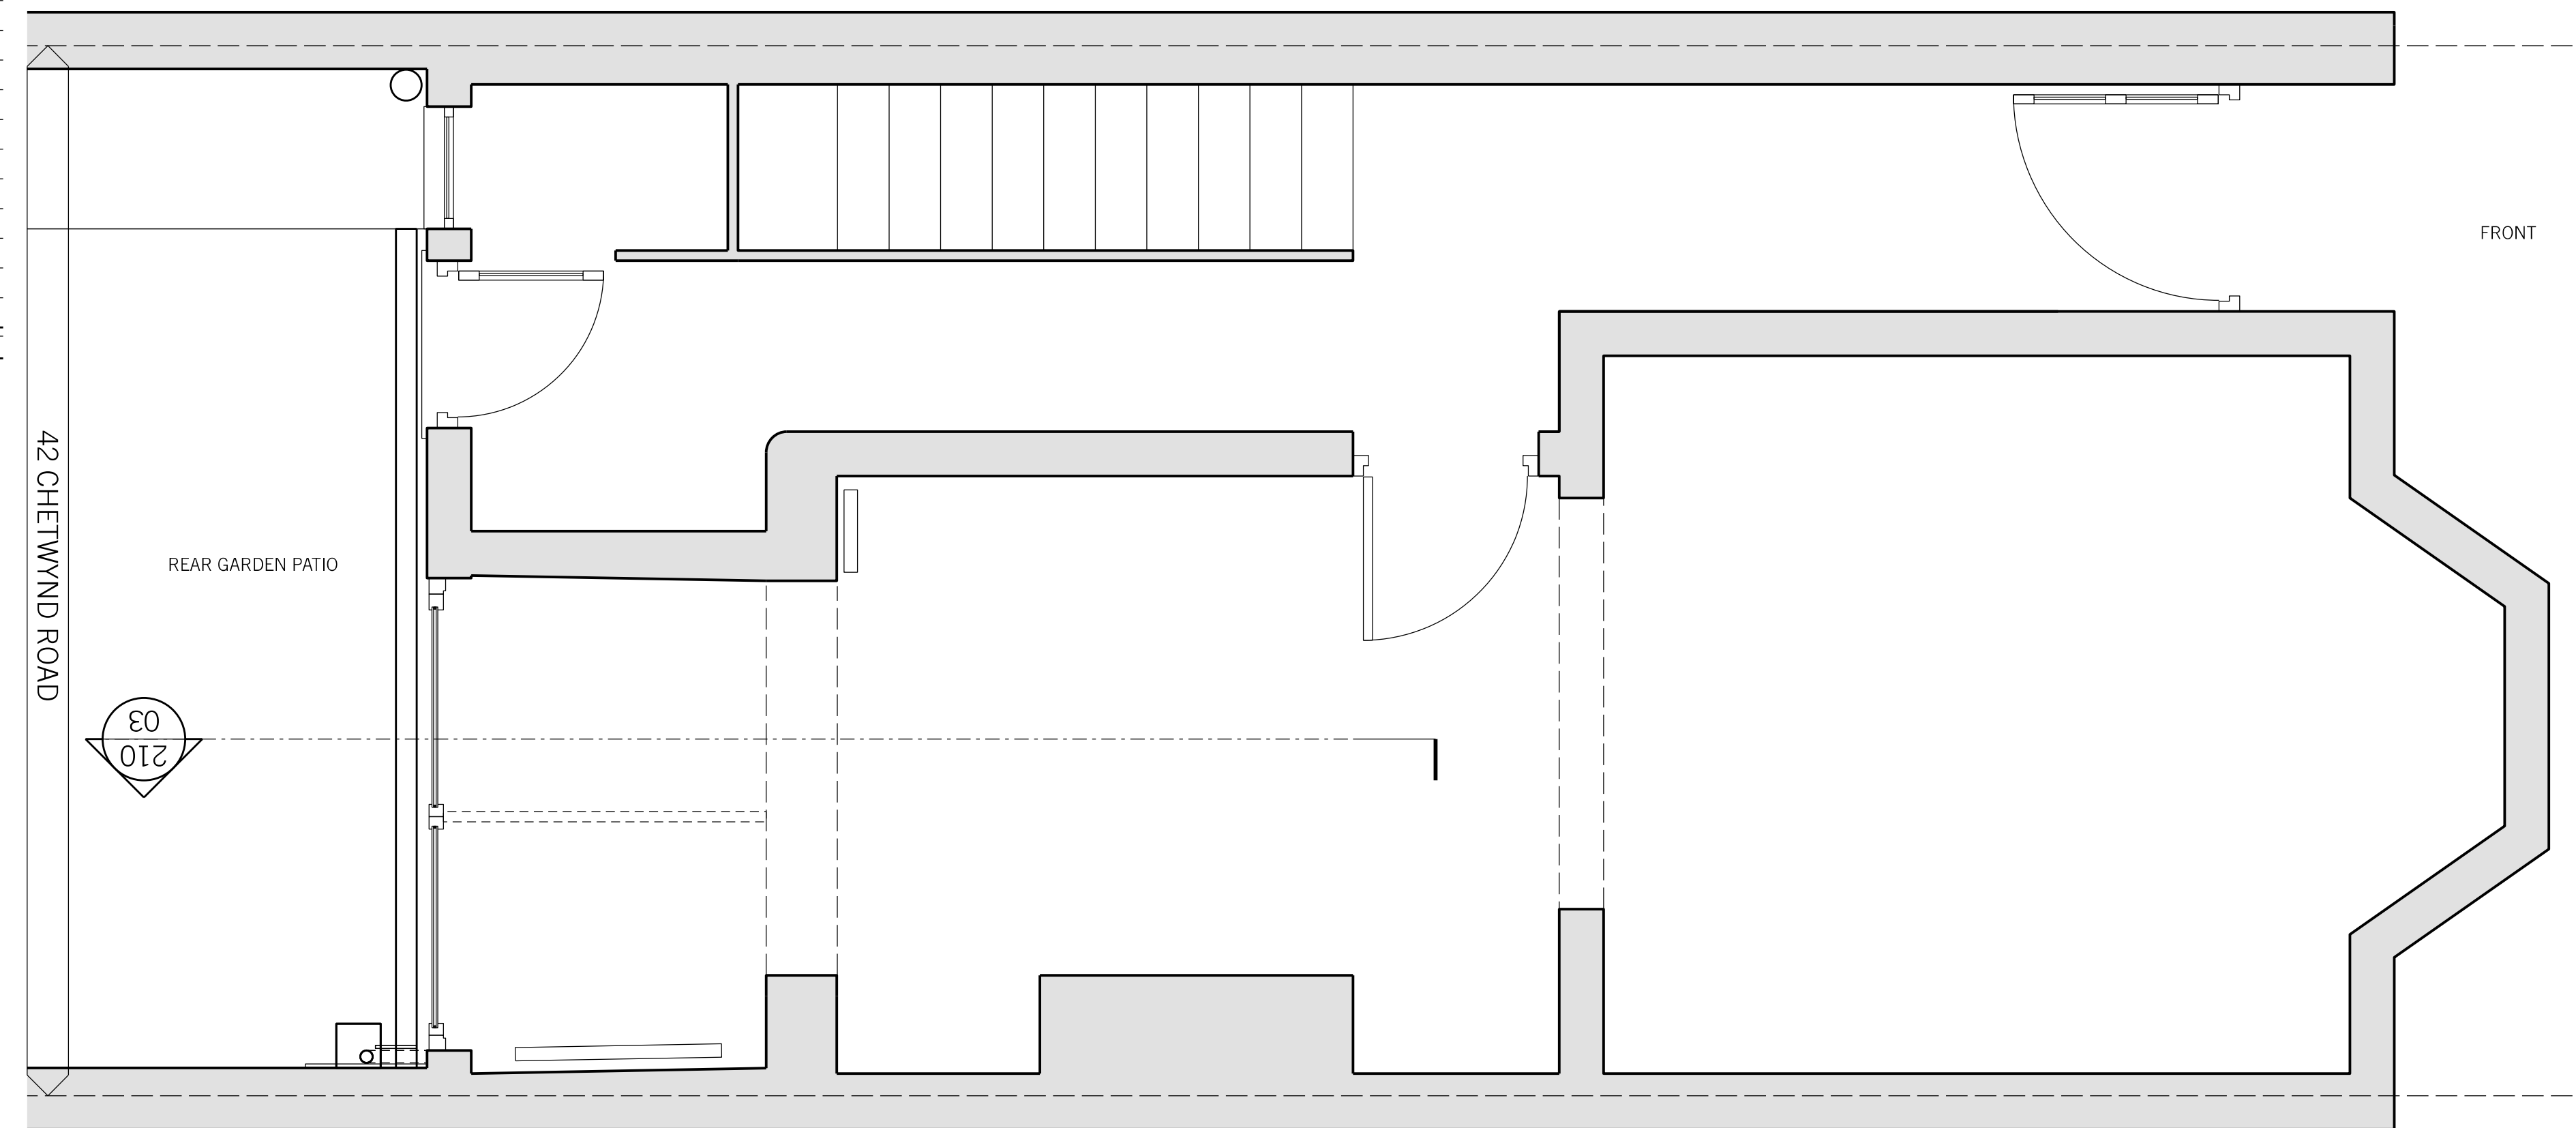 FRONT
42 CHETWYND ROAD
REAR GARDEN PATIO
03
210